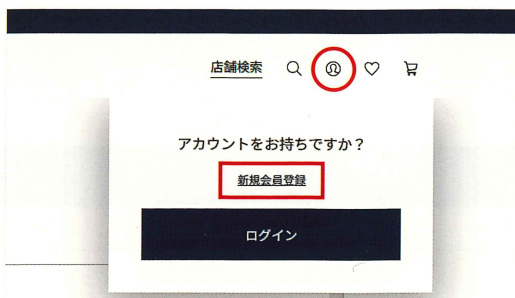 店舗検索
アカウントをお持ちですか？
新規会員登録
ログイン